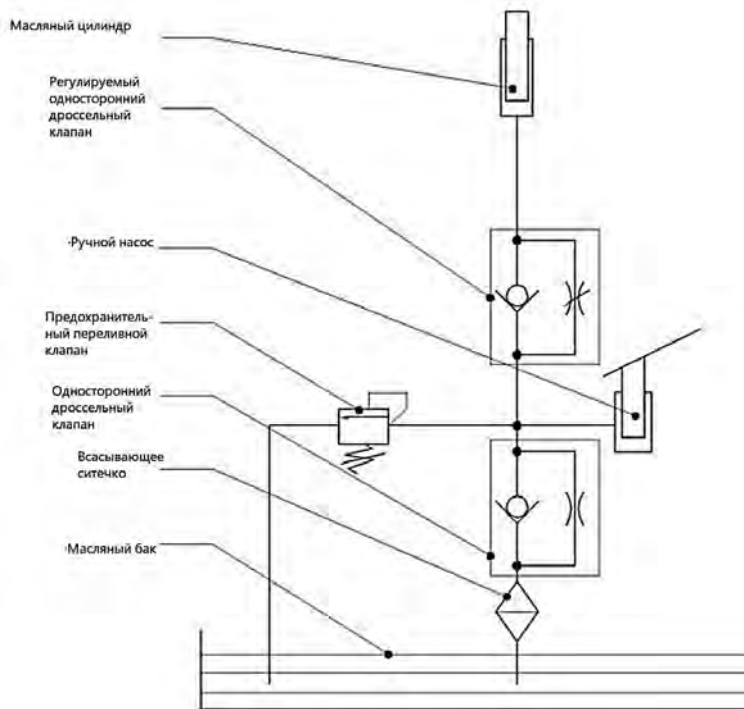 Масляный цилиндр
Регулируемый
односторонний
дроссельный
клапан
·Ручной насос
Предохранитель-
ный переливной
клапан
Односторонний
дроссельный
клапан
Всасывающее
ситечко
·Масляный бак